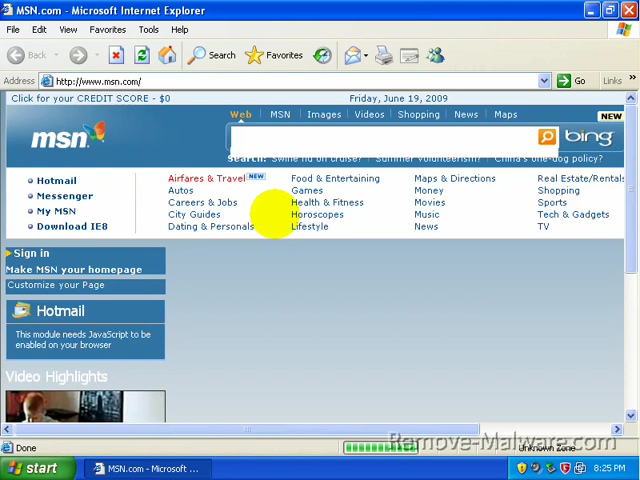 MSN.com - Microsoft Internet Explorer
File Edit View Favorites Tools Help
Back Search Favorites
Address http://www.msn.com/ Go Links
Click for your CREDIT SCORE - $0 Friday, June 19, 2009
Web MSN Images Videos Shopping News Maps NEW
msn bing
Search: Swine flu on cruise? Summer volunteerism? China's one-dog policy?
Hotmail
Messenger
My MSN
Download IE8
Airfares & Travel NEW
Autos
Careers & Jobs
City Guides
Dating & Personals
Food & Entertaining
Games
Health & Fitness
Horoscopes
Lifestyle
Maps & Directions
Money
Movies
Music
News
Real Estate/Rentals
Shopping
Sports
Tech & Gadgets
TV
Sign in
Make MSN your homepage
Customize your Page
Hotmail
This module needs JavaScript to be
enabled on your browser
Video Highlights
Done Unknown Zone
Remove-Malware.com
start MSN.com - Microsoft ... 8:25 PM